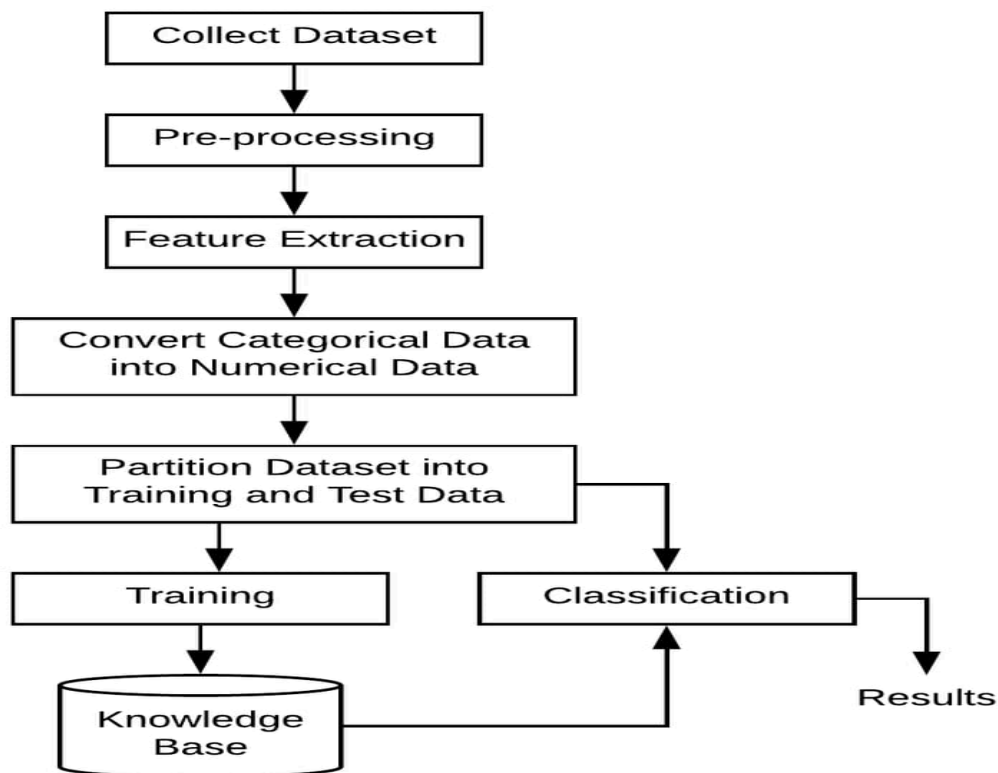 Collect Dataset
Pre-processing
Feature Extraction
Convert Categorical Data
into Numerical Data
Partition Dataset into
Training and Test Data
Training
Classification
Results
Knowledge
Base